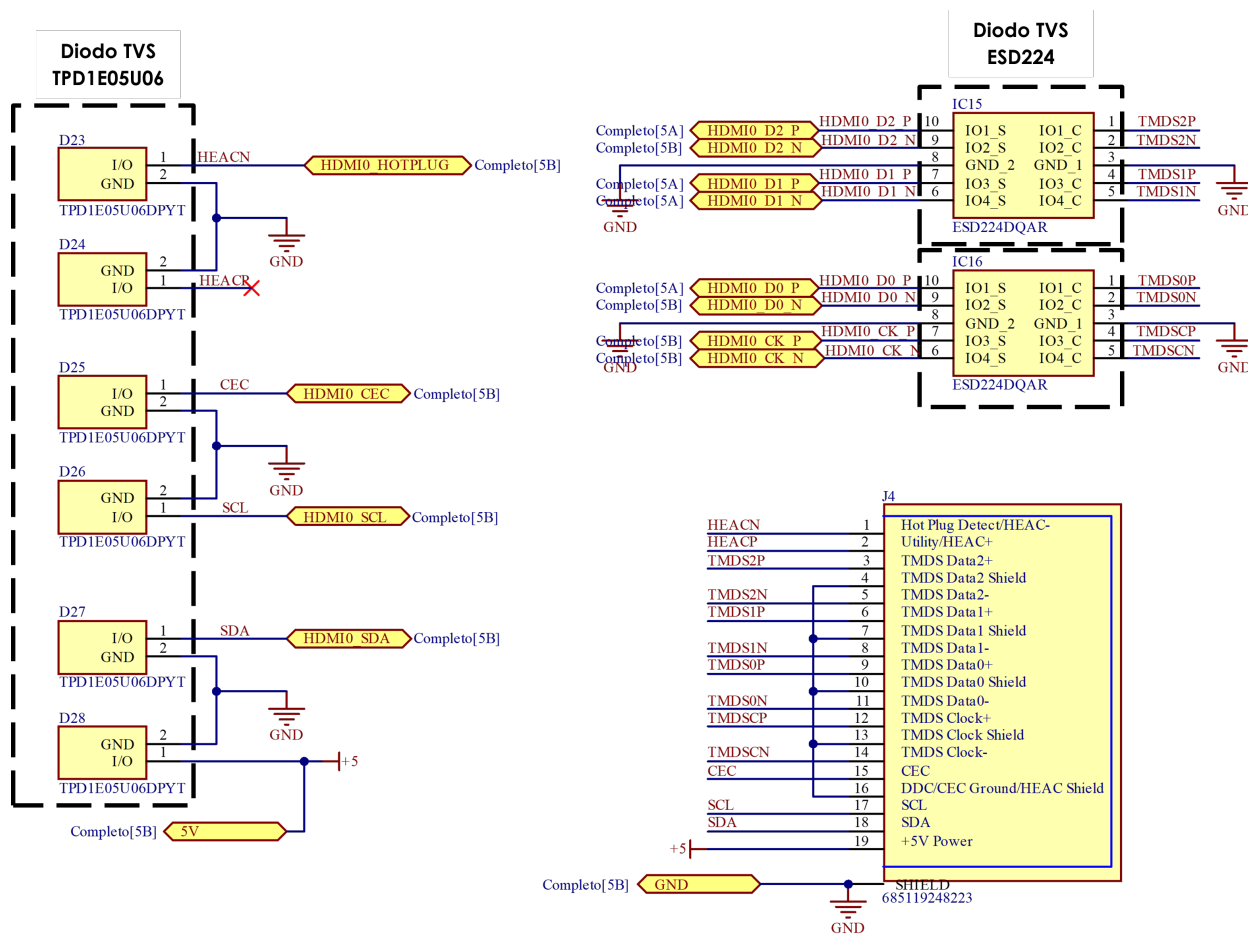 Diodo TVS
TPD1E05U06
D23
I/O
GND
1
2
HEACN
HDMI0_HOTPLUG
Completo[5B]
TPD1E05U06DPYT
GND
D24
GND
I/O
2
1
HEACP
TPD1E05U06DPYT
D25
I/O
GND
1
2
CEC
HDMI0_CEC
Completo[5B]
TPD1E05U06DPYT
GND
D26
GND
I/O
2
1
SCL
HDMI0_SCL
Completo[5B]
TPD1E05U06DPYT
D27
I/O
GND
1
2
SDA
HDMI0_SDA
Completo[5B]
TPD1E05U06DPYT
GND
D28
GND
I/O
2
1
+5
TPD1E05U06DPYT
Completo[5B]
5V
Diodo TVS
ESD224
IC15
Completo[5A] HDMI0_D2_P HDMI0_D2_P 10 IO1_S IO1_C 1 TMDS2P
Completo[5B] HDMI0_D2_N HDMI0_D2_N 9 IO2_S IO2_C 2 TMDS2N
8 GND_2 GND_1 3
Completo[5A] HDMI0_D1_P HDMI0_D1_P 7 IO3_S IO3_C 4 TMDS1P
Completo[5A] HDMI0_D1_N HDMI0_D1_N 6 IO4_S IO4_C 5 TMDS1N
GND
GND
ESD224DQAR
IC16
Completo[5A] HDMI0_D0_P HDMI0_D0_P 10 IO1_S IO1_C 1 TMDS0P
Completo[5B] HDMI0_D0_N HDMI0_D0_N 9 IO2_S IO2_C 2 TMDS0N
8 GND_2 GND_1 3
Completo[5B] HDMI0_CK_P HDMI0_CK_P 7 IO3_S IO3_C 4 TMDSCP
Completo[5B] HDMI0_CK_N HDMI0_CK_N 6 IO4_S IO4_C 5 TMDSCN
GND
GND
ESD224DQAR
J4
HEACN 1 Hot Plug Detect/HEAC-
HEACP 2 Utility/HEAC+
TMDS2P 3 TMDS Data2+
4 TMDS Data2 Shield
TMDS2N 5 TMDS Data2-
TMDS1P 6 TMDS Data1+
7 TMDS Data1 Shield
TMDS1N 8 TMDS Data1-
TMDS0P 9 TMDS Data0+
10 TMDS Data0 Shield
TMDS0N 11 TMDS Data0-
TMDSCP 12 TMDS Clock+
13 TMDS Clock Shield
TMDSCN 14 TMDS Clock-
CEC 15 CEC
16 DDC/CEC Ground/HEAC Shield
SCL 17 SCL
SDA 18 SDA
+5 19 +5V Power
Completo[5B] GND SHIELD
685119248223
GND